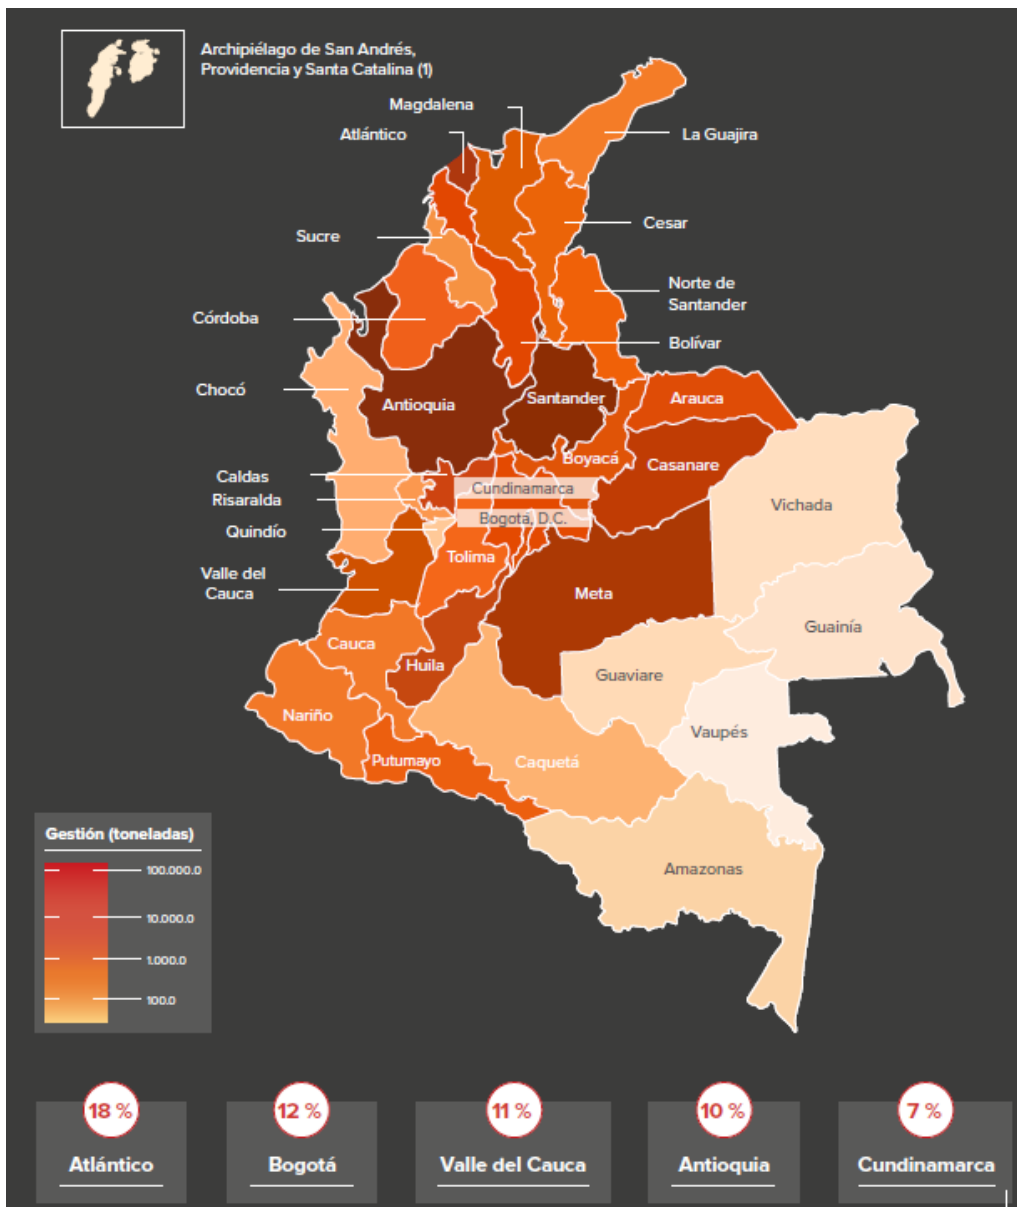 Archipiélago de San Andrés,
Providencia y Santa Catalina (1)
Magdalena
Atlántico
La Guajira
Sucre
Cesar
Norte de
Santander
Córdoba
Bolívar
Chocó
Antioquia
Santander
Arauca
Boyacá
Casanare
Caldas
Cundinamarca
Risaralda
Vichada
Bogotá, D.C.
Quindío
Tolima
Valle del
Cauca
Meta
Guainía
Cauca
Huila
Guaviare
Nariño
Vaupés
Putumayo
Caquetá
Amazonas
Gestión (toneladas)
100.000.0
10.000.0
1.000.0
100.0
18 %
Atlántico
12 %
Bogotá
11 %
Valle del Cauca
10 %
Antioquia
7 %
Cundinamarca